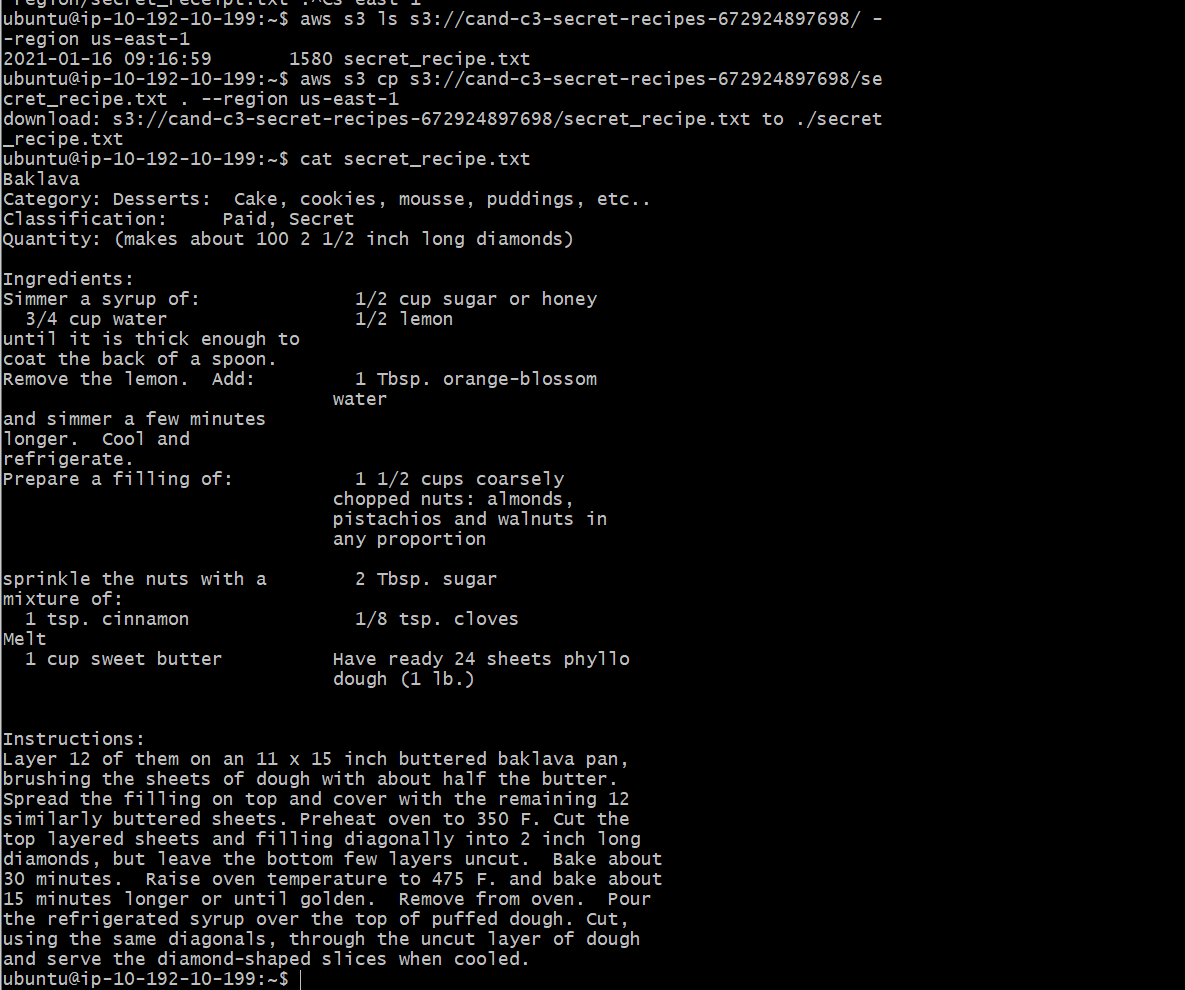 region/secret_receipt.txt .^Cs-east-1
ubuntu@ip-10-192-10-199:~$ aws s3 ls s3://cand-c3-secret-recipes-672924897698/ -
-region us-east-1
2021-01-16 09:16:59       1580 secret_recipe.txt
ubuntu@ip-10-192-10-199:~$ aws s3 cp s3://cand-c3-secret-recipes-672924897698/se
cret_recipe.txt . --region us-east-1
download: s3://cand-c3-secret-recipes-672924897698/secret_recipe.txt to ./secret
_recipe.txt
ubuntu@ip-10-192-10-199:~$ cat secret_recipe.txt
Baklava
Category: Desserts:  Cake, cookies, mousse, puddings, etc..
Classification:     Paid, Secret
Quantity: (makes about 100 2 1/2 inch long diamonds)

Ingredients:
Simmer a syrup of:              1/2 cup sugar or honey
  3/4 cup water                 1/2 lemon
until it is thick enough to
coat the back of a spoon.
Remove the lemon.  Add:         1 Tbsp. orange-blossom
                              water
and simmer a few minutes
longer.  Cool and
refrigerate.
Prepare a filling of:           1 1/2 cups coarsely
                              chopped nuts: almonds,
                              pistachios and walnuts in
                              any proportion

sprinkle the nuts with a        2 Tbsp. sugar
mixture of:
  1 tsp. cinnamon               1/8 tsp. cloves
Melt
  1 cup sweet butter          Have ready 24 sheets phyllo
                              dough (1 lb.)

Instructions:
Layer 12 of them on an 11 x 15 inch buttered baklava pan,
brushing the sheets of dough with about half the butter.
Spread the filling on top and cover with the remaining 12
similarly buttered sheets. Preheat oven to 350 F. Cut the
top layered sheets and filling diagonally into 2 inch long
diamonds, but leave the bottom few layers uncut.  Bake about
30 minutes.  Raise oven temperature to 475 F. and bake about
15 minutes longer or until golden.  Remove from oven.  Pour
the refrigerated syrup over the top of puffed dough. Cut,
using the same diagonals, through the uncut layer of dough
and serve the diamond-shaped slices when cooled.
ubuntu@ip-10-192-10-199:~$